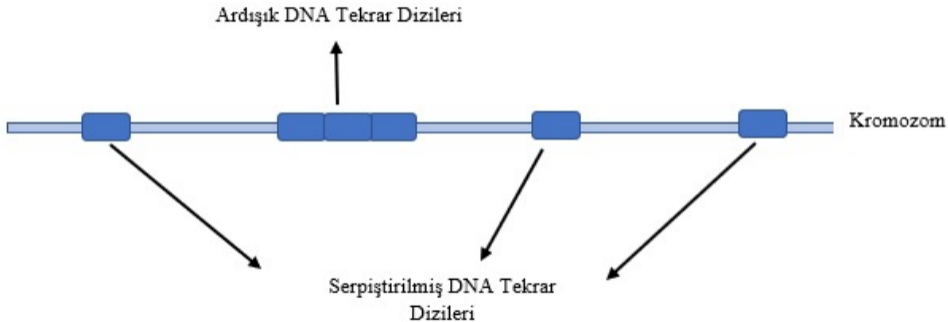 Ardışık DNA Tekrar Dizileri
Kromozom
Serpiştirilmiş DNA Tekrar
Dizileri